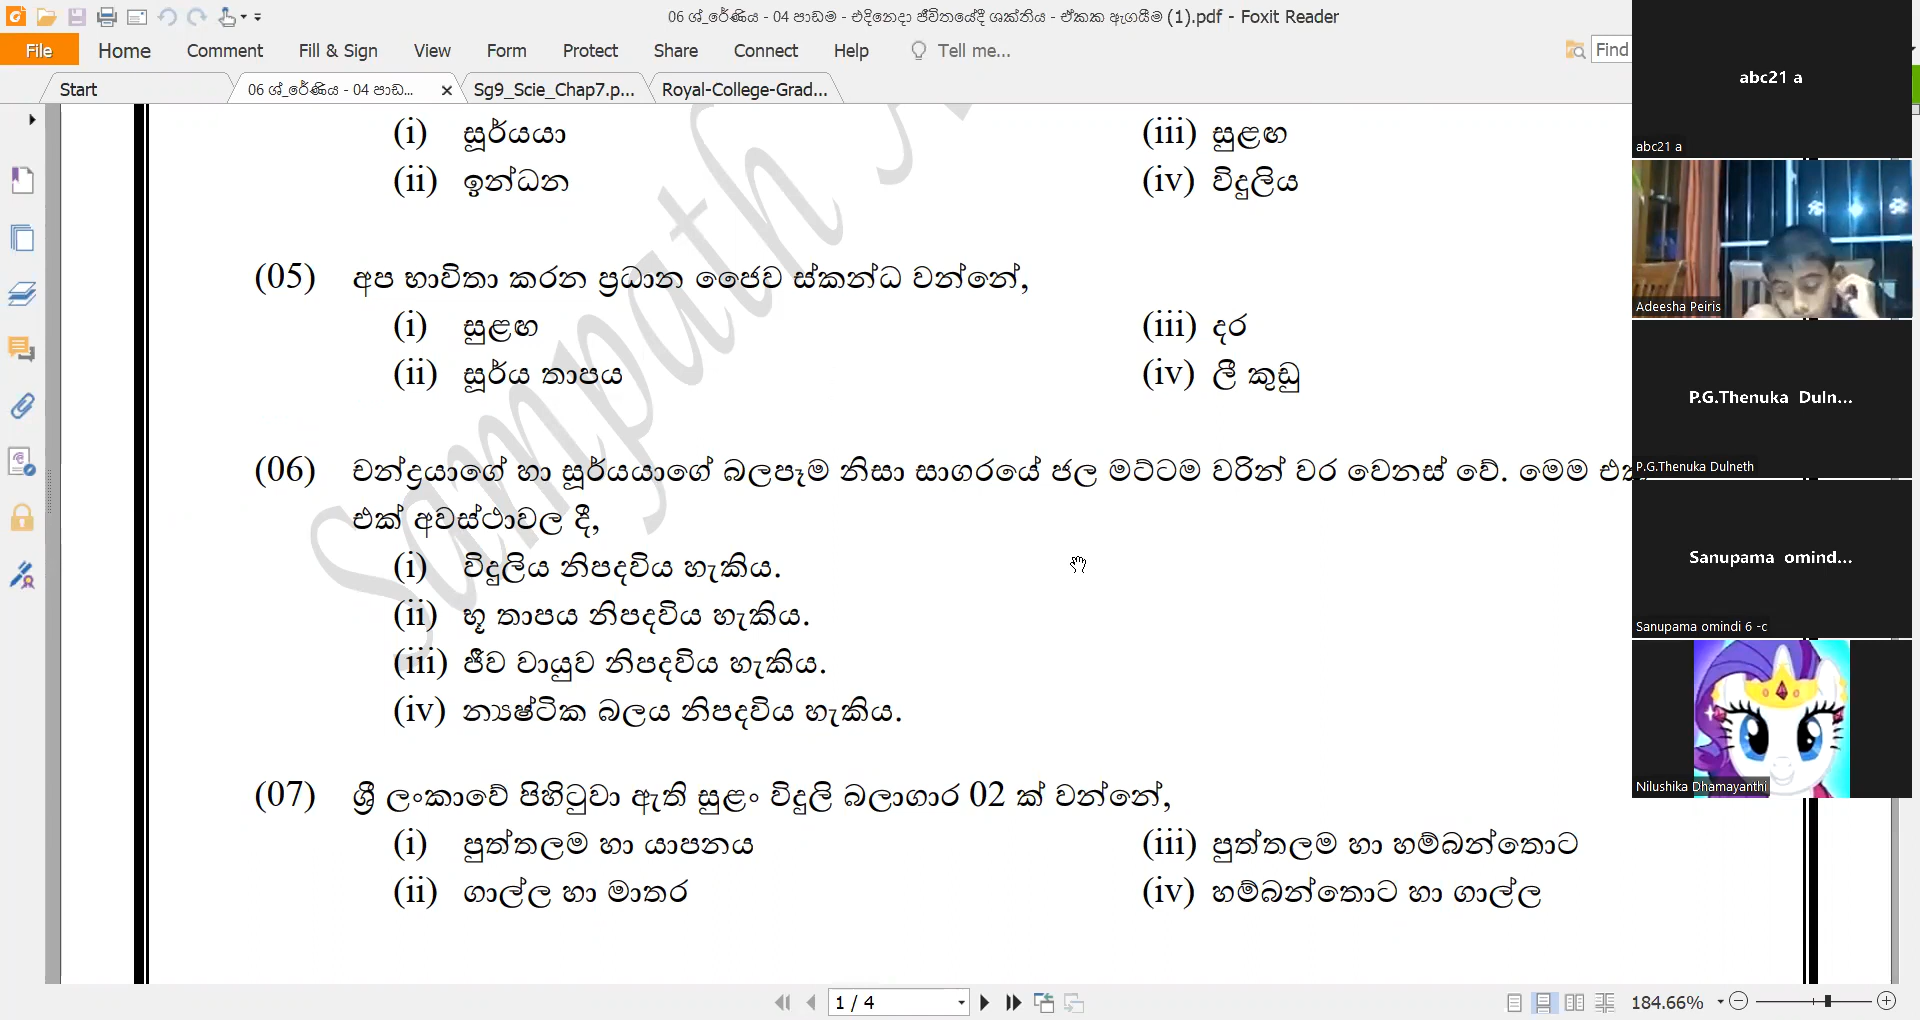 06 ශ්‍රේණිය - 04 පාඩම - එදිනෙදා ජීවිතයේදී ශක්තිය - ඒකක ඇගයීම (1).pdf - Foxit Reader
File Home Comment Fill & Sign View Form Protect Share Connect Help Tell me... Find
Start 06 ශ්‍රේණිය - 04 පාඩ... Sg9_Scie_Chap7.p... Royal-College-Grad...
(i) සූර්යයා (iii) සුළඟ
(ii) ඉන්ධන (iv) විදුලිය
(05) අප භාවිතා කරන ප්‍රධාන ජෛව ස්කන්ධ වන්නේ,
(i) සුළඟ (iii) දර
(ii) සූර්ය තාපය (iv) ලී කුඩු
(06) චන්ද්‍රයාගේ හා සූර්යයාගේ බලපෑම නිසා සාගරයේ ජල මට්ටම වරින් වර වෙනස් වේ. මෙම එක්
එක් අවස්ථාවල දී,
(i) විදුලිය නිපදවිය හැකිය.
(ii) භූ තාපය නිපදවිය හැකිය.
(iii) ජීව වායුව නිපදවිය හැකිය.
(iv) න්‍යෂ්ටික බලය නිපදවිය හැකිය.
(07) ශ්‍රී ලංකාවේ පිහිටුවා ඇති සුළං විදුලි බලාගාර 02 ක් වන්නේ,
(i) පුත්තලම හා යාපනය (iii) පුත්තලම හා හම්බන්තොට
(ii) ගාල්ල හා මාතර (iv) හම්බන්තොට හා ගාල්ල
Sampath
abc21 a
abc21 a
Adeesha Peiris
P.G.Thenuka Duln...
P.G.Thenuka Dulneth
Sanupama omind...
Sanupama omindi 6 -c
Nilushika Dhamayanthi
1 / 4
184.66%